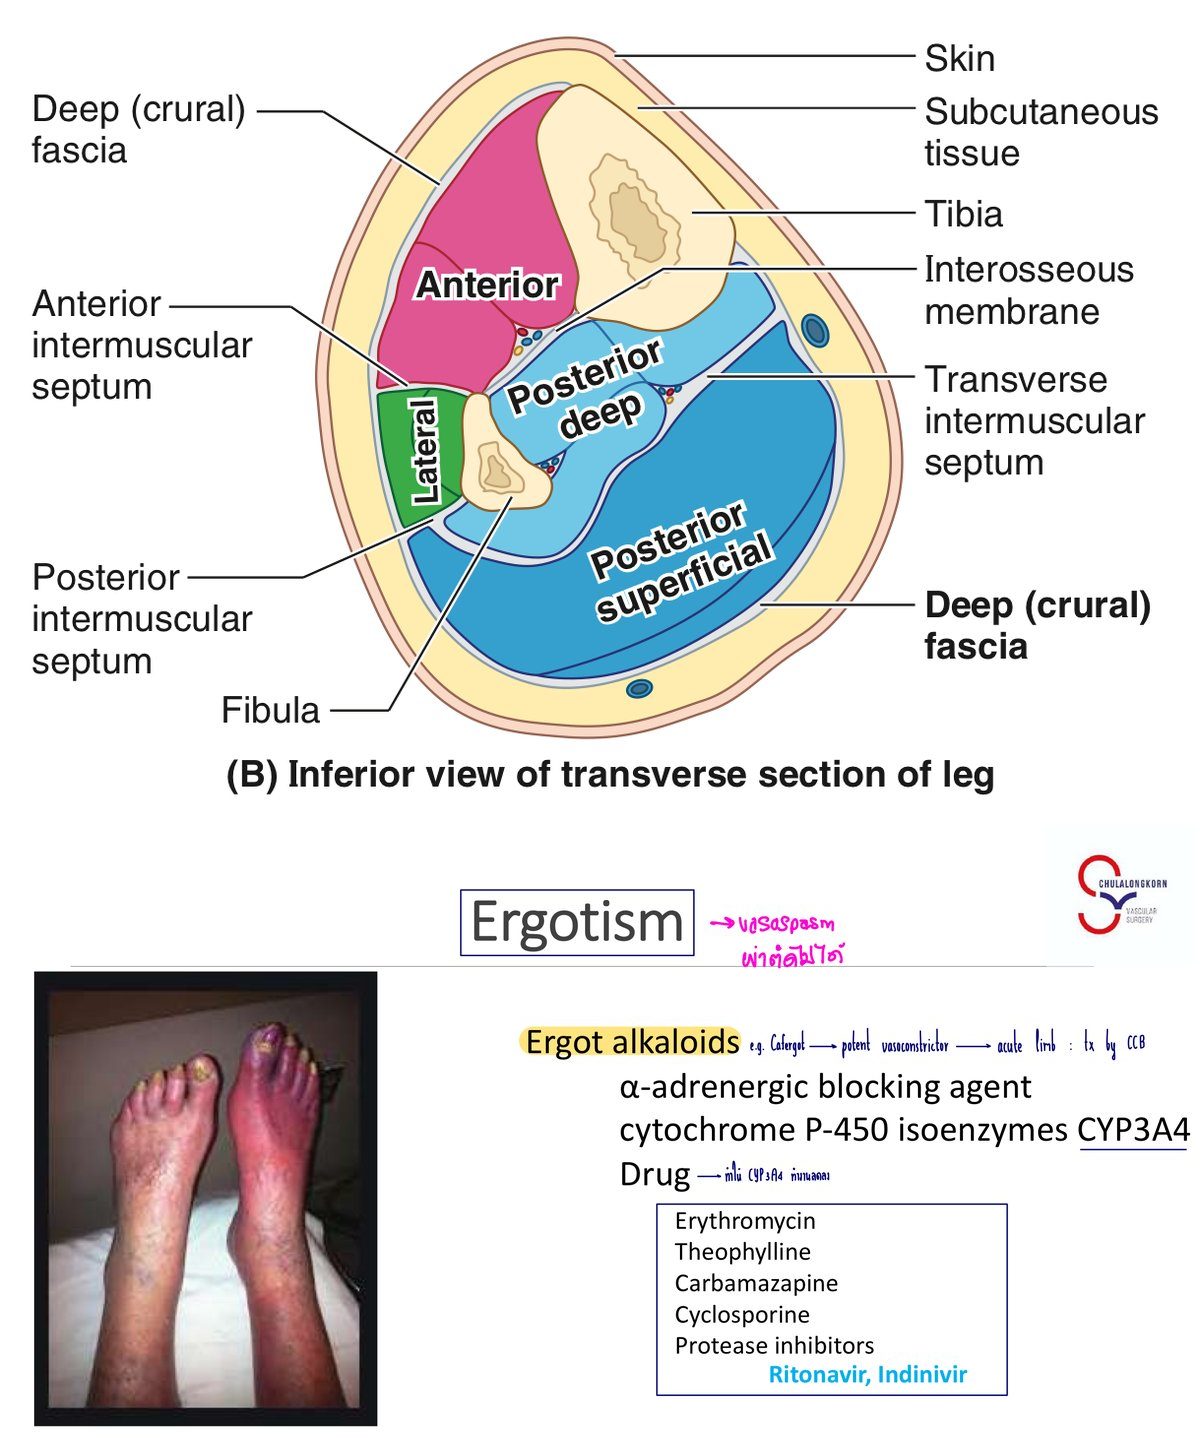 Skin
Deep (crural)
fascia
Subcutaneous
tissue
Tibia
Anterior
Interosseous
membrane
Anterior
intermuscular
septum
Posterior
deep
Transverse
intermuscular
septum
Lateral
Posterior
superficial
Posterior
intermuscular
septum
Deep (crural)
fascia
Fibula
(B) Inferior view of transverse section of leg
CHULALONGKORN
VASCULAR
SURGERY
Ergotism → vasospasm
ผ่าตัดไม่ได้
Ergot alkaloids e.g. Cafergot → potent vasoconstrictor → acute limb : tx by CCB
α-adrenergic blocking agent
cytochrome P-450 isoenzymes CYP3A4
Drug → ทำให้ CYP3A4 ทำงานลดลง
Erythromycin
Theophylline
Carbamazapine
Cyclosporine
Protease inhibitors
Ritonavir, Indinivir